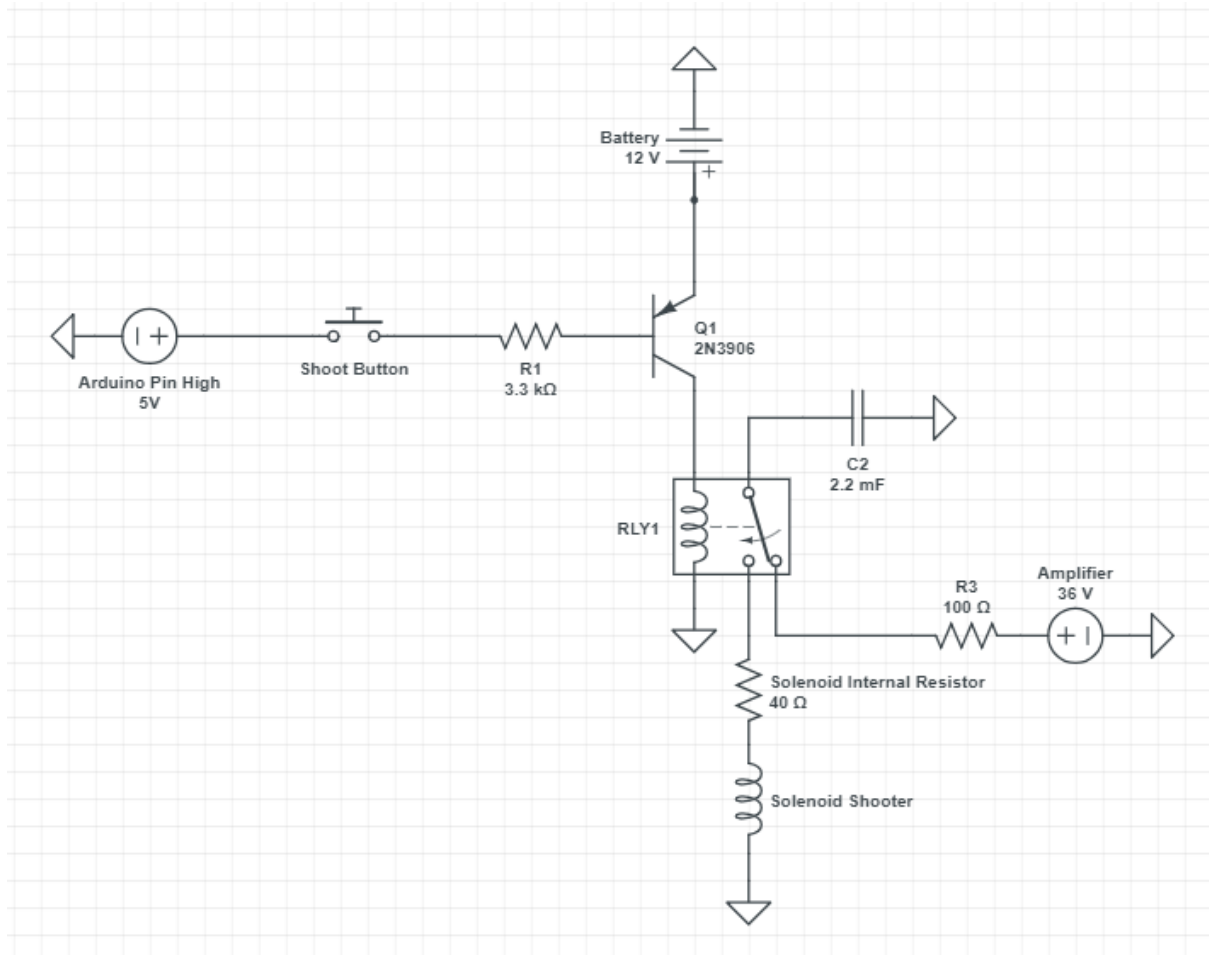 Battery
12 V
+
Q1
2N3906
Arduino Pin High
5V
Shoot Button
R1
3.3 kΩ
C2
2.2 mF
RLY1
Amplifier
36 V
R3
100 Ω
Solenoid Internal Resistor
40 Ω
Solenoid Shooter